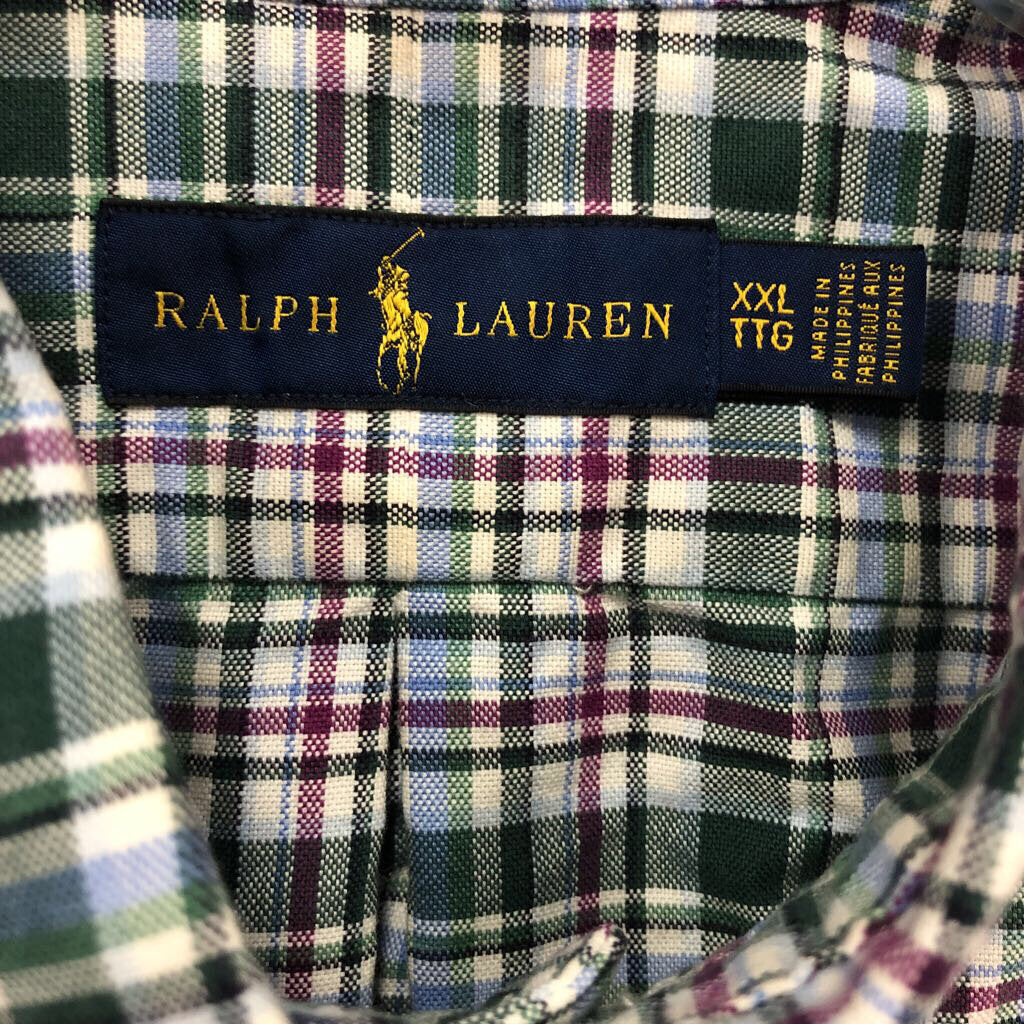 RALPH LAUREN
XXL
TTG
MADE IN
PHILIPPINES
FABRIQUÉ AUX
PHILIPPINES